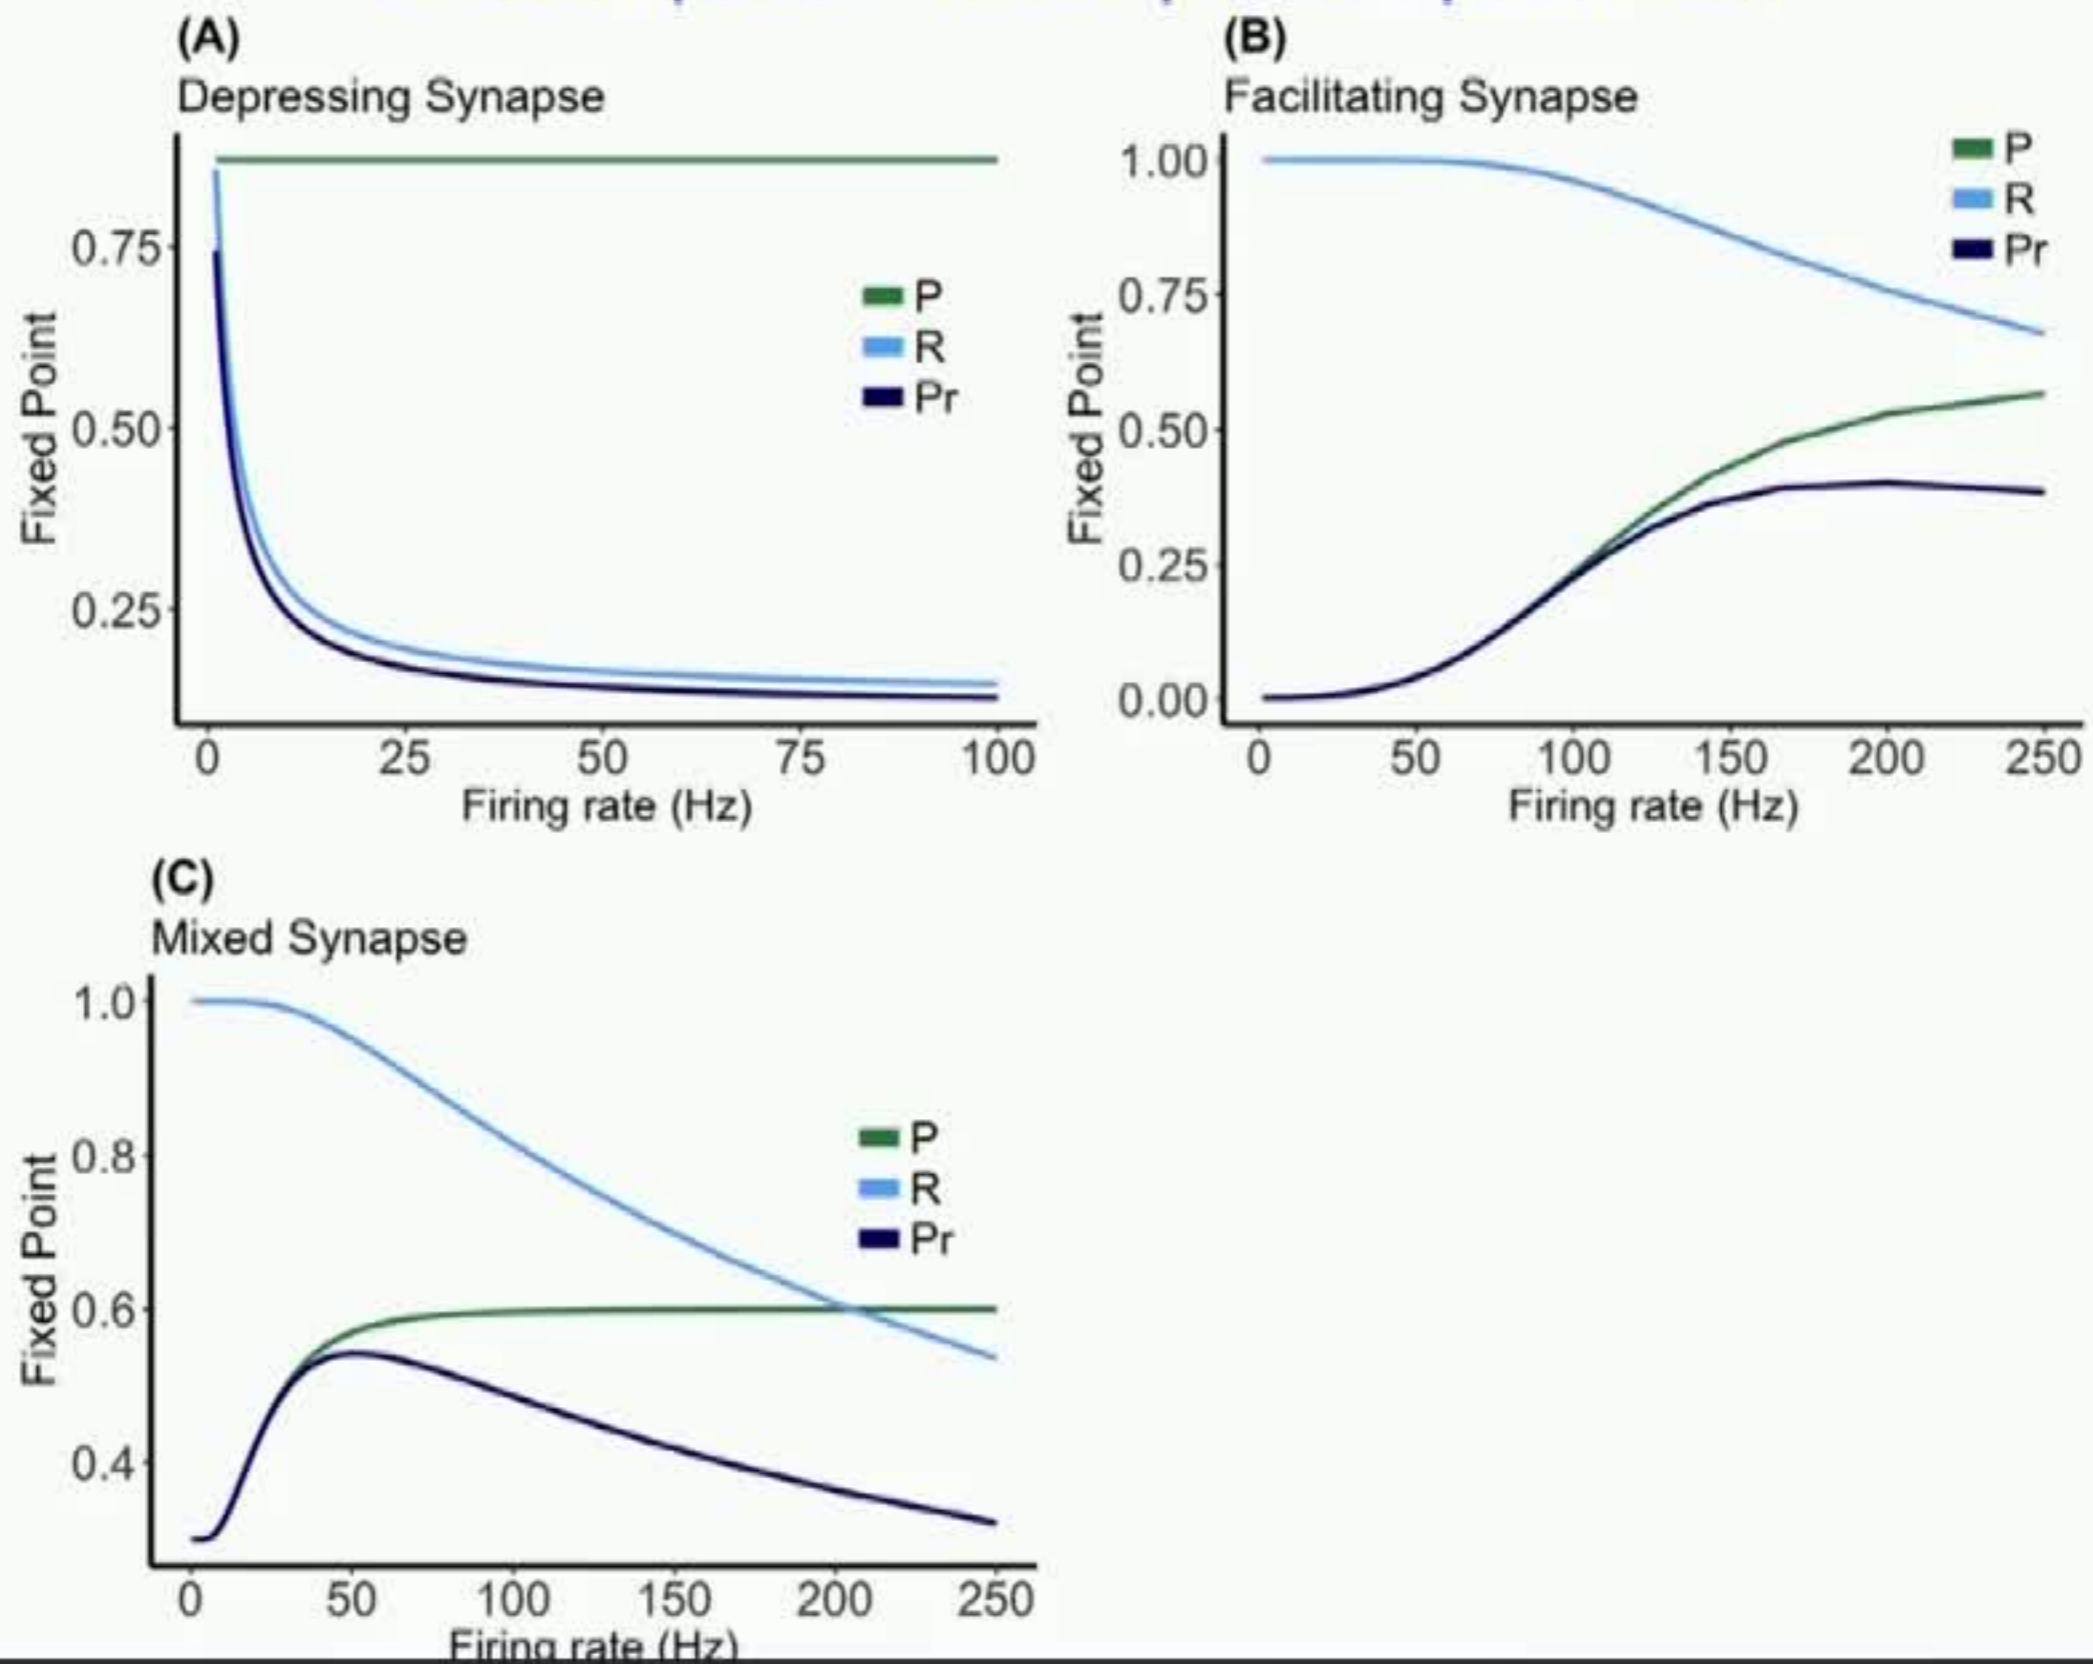 (A)
Depressing Synapse
0.75
0.50
0.25
Fixed Point
P
R
Pr
0 25 50 75 100
Firing rate (Hz)
(B)
Facilitating Synapse
1.00
0.75
0.50
0.25
0.00
Fixed Point
P
R
Pr
0 50 100 150 200 250
Firing rate (Hz)
(C)
Mixed Synapse
1.0
0.8
0.6
0.4
Fixed Point
P
R
Pr
0 50 100 150 200 250
Firing rate (Hz)